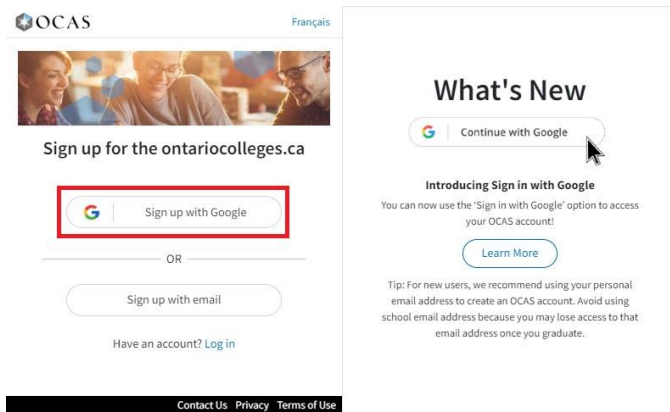 OCAS
Français
Sign up for the ontariocolleges.ca
Sign up with Google
OR
Sign up with email
Have an account? Log in
Contact Us Privacy Terms of Use
What's New
Continue with Google
Introducing Sign in with Google
You can now use the 'Sign in with Google' option to access
your OCAS account!
Learn More
Tip: For new users, we recommend using your personal
email address to create an OCAS account. Avoid using
school email address because you may lose access to that
email address once you graduate.